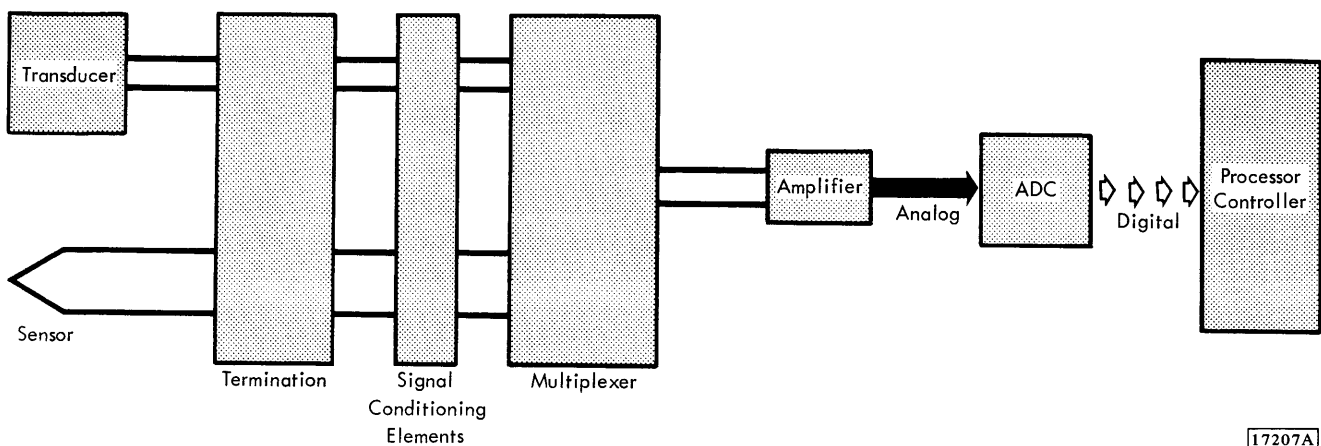 Transducer
Sensor
Termination
Signal
Conditioning
Elements
Multiplexer
Amplifier
Analog
ADC
Digital
Processor
Controller
17207A